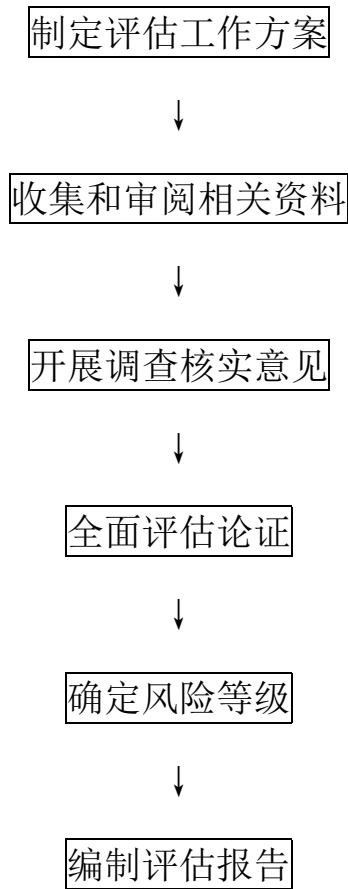 制定评估工作方案
收集和审阅相关资料
开展调查核实意见
全面评估论证
确定风险等级
编制评估报告